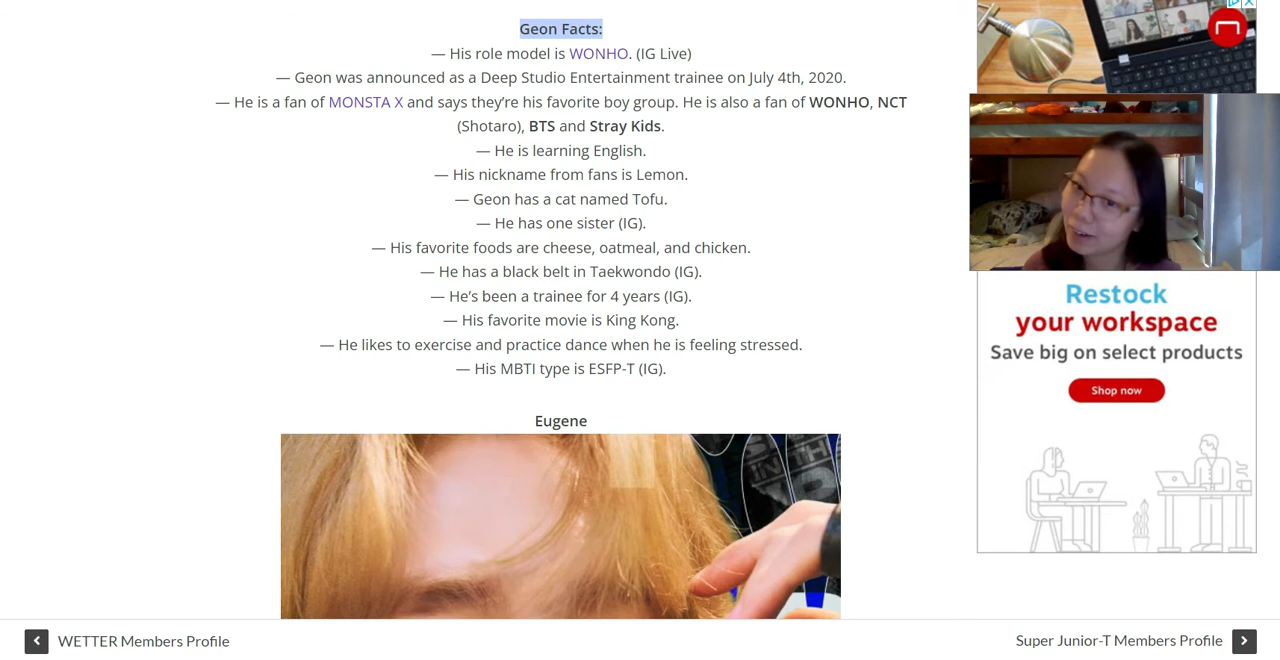 Geon Facts:
— His role model is WONHO. (IG Live)
— Geon was announced as a Deep Studio Entertainment trainee on July 4th, 2020.
— He is a fan of MONSTA X and says they’re his favorite boy group. He is also a fan of WONHO, NCT
(Shotaro), BTS and Stray Kids.
— He is learning English.
— His nickname from fans is Lemon.
— Geon has a cat named Tofu.
— He has one sister (IG).
— His favorite foods are cheese, oatmeal, and chicken.
— He has a black belt in Taekwondo (IG).
— He’s been a trainee for 4 years (IG).
— His favorite movie is King Kong.
— He likes to exercise and practice dance when he is feeling stressed.
— His MBTI type is ESFP-T (IG).
Eugene
IN TH
Restock
your workspace
Save big on select products
Shop now
WETTER Members Profile
Super Junior-T Members Profile